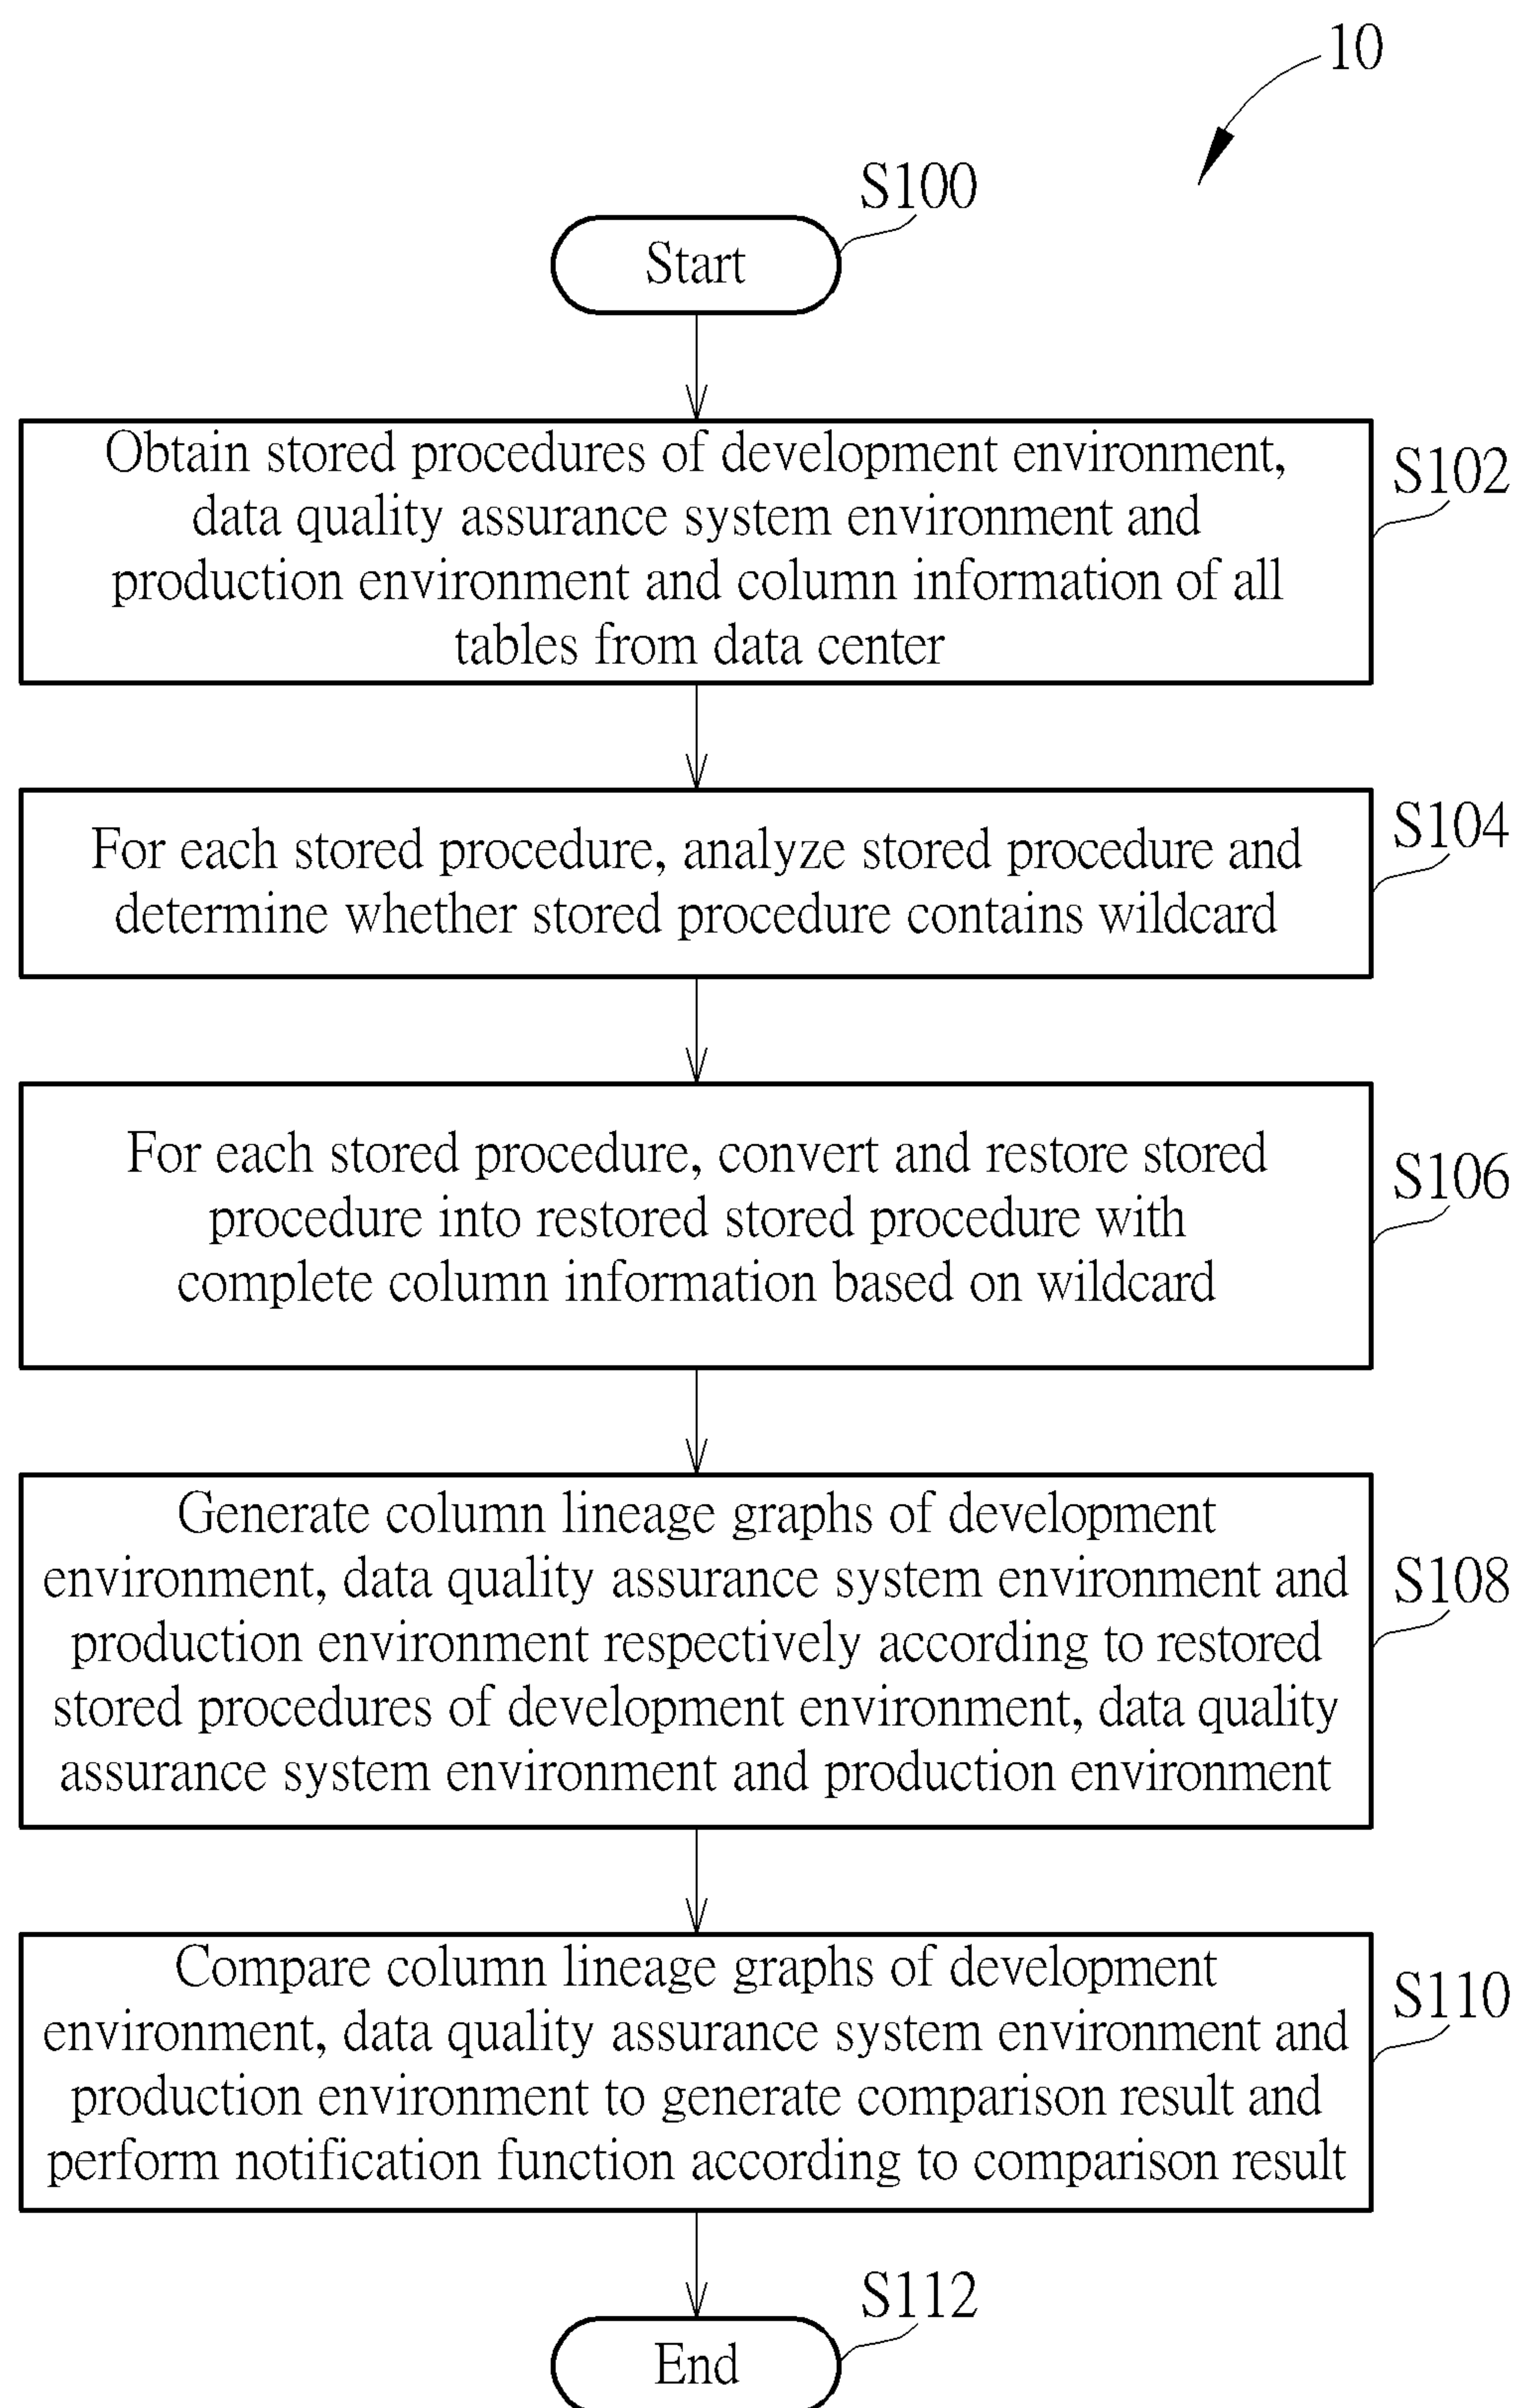 10
S100
Start
Obtain stored procedures of development environment,
data quality assurance system environment and
production environment and column information of all
tables from data center
S102
For each stored procedure, analyze stored procedure and
determine whether stored procedure contains wildcard
S104
For each stored procedure, convert and restore stored
procedure into restored stored procedure with
complete column information based on wildcard
S106
Generate column lineage graphs of development
environment, data quality assurance system environment and
production environment respectively according to restored
stored procedures of development environment, data quality
assurance system environment and production environment
S108
Compare column lineage graphs of development
environment, data quality assurance system environment and
production environment to generate comparison result and
perform notification function according to comparison result
S110
S112
End